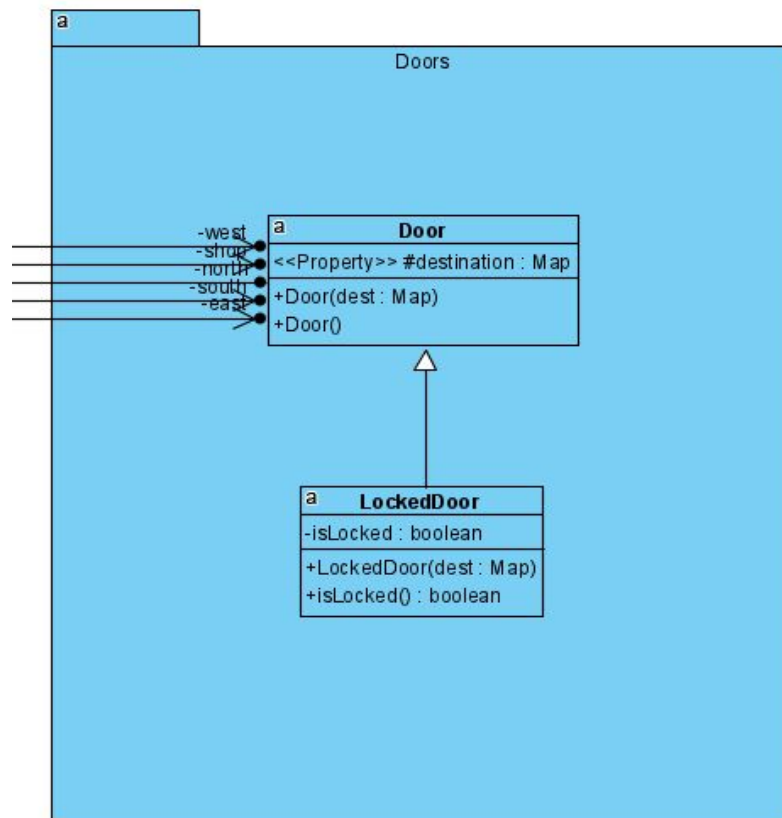 a
Doors
-west
-shop
-north
-south
-east
a
Door
<<Property>> #destination : Map
+Door(dest : Map)
+Door()
a
LockedDoor
-isLocked : boolean
+LockedDoor(dest : Map)
+isLocked() : boolean